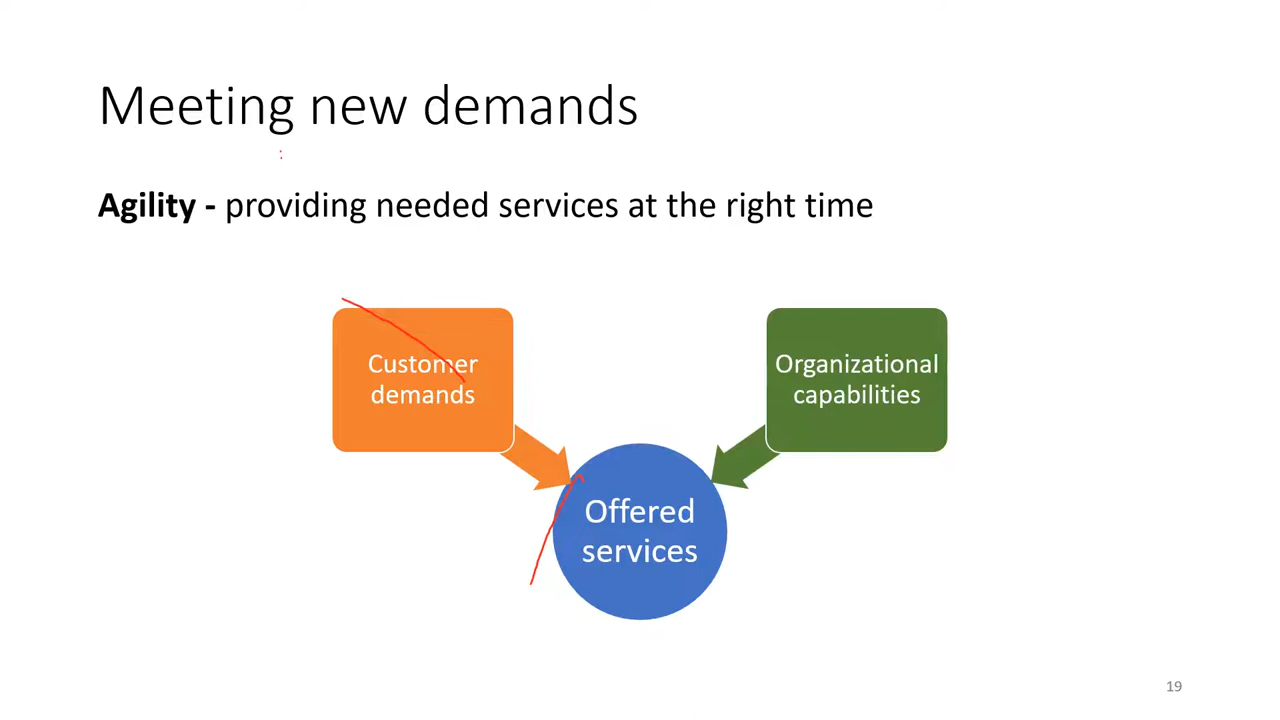 Meeting new demands
Agility - providing needed services at the right time
Customer
demands
Organizational
capabilities
Offered
services
19